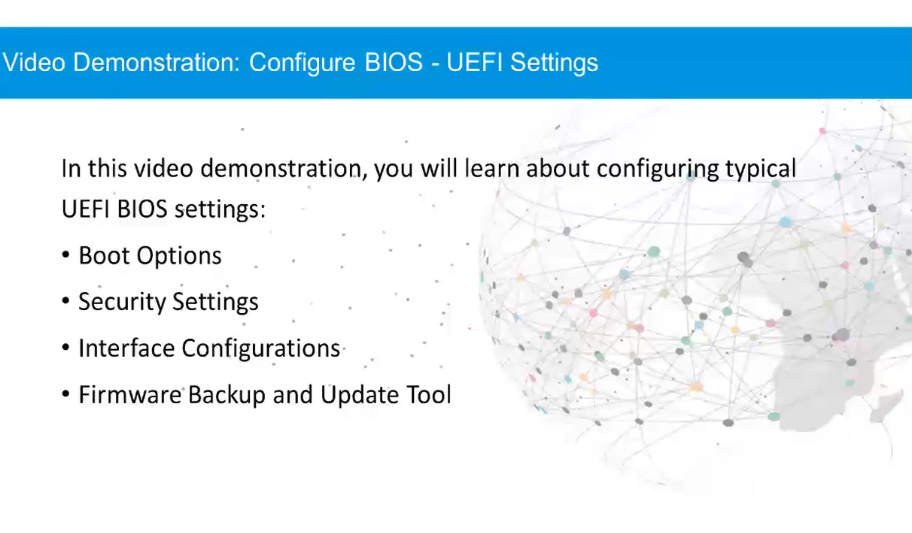 Video Demonstration: Configure BIOS - UEFI Settings
In this video demonstration, you will learn about configuring typical
UEFI BIOS settings:
• Boot Options
• Security Settings
• Interface Configurations
• Firmware Backup and Update Tool